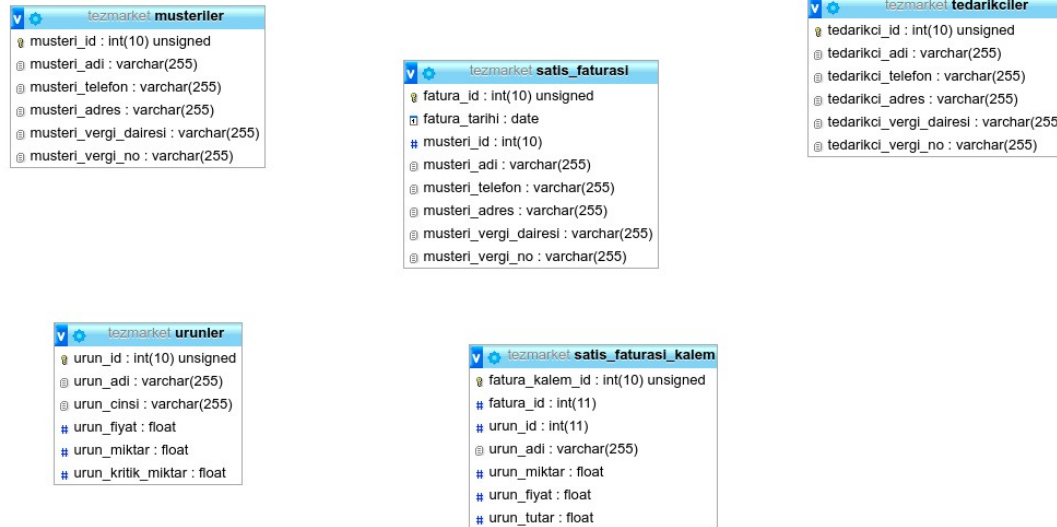 v tezmarket musteriler
musteri_id : int(10) unsigned
musteri_adi : varchar(255)
musteri_telefon : varchar(255)
musteri_adres : varchar(255)
musteri_vergi_dairesi : varchar(255)
# musteri_vergi_no : varchar(255)
v tezmarket satis_faturasi
fatura_id : int(10) unsigned
fatura_tarihi : date
# musteri_id : int(10)
musteri_adi : varchar(255)
musteri_telefon : varchar(255)
musteri_adres : varchar(255)
musteri_vergi_dairesi : varchar(255)
musteri_vergi_no : varchar(255)
v tezmarket tedarikciler
tedarikci_id : int(10) unsigned
tedarikci_adi : varchar(255)
tedarikci_telefon : varchar(255)
tedarikci_adres : varchar(255)
tedarikci_vergi_dairesi : varchar(255
tedarikci_vergi_no : varchar(255)
v tezmarket urunler
urun_id : int(10) unsigned
urun_adi : varchar(255)
urun_cinsi : varchar(255)
# urun_fiyat : float
# urun_miktar : float
# urun_kritik_miktar : float
v tezmarket satis_faturasi_kalem
fatura_kalem_id : int(10) unsigned
# fatura_id : int(11)
# urun_id : int(11)
urun_adi : varchar(255)
# urun_miktar : float
# urun_fiyat : float
# urun_tutar : float